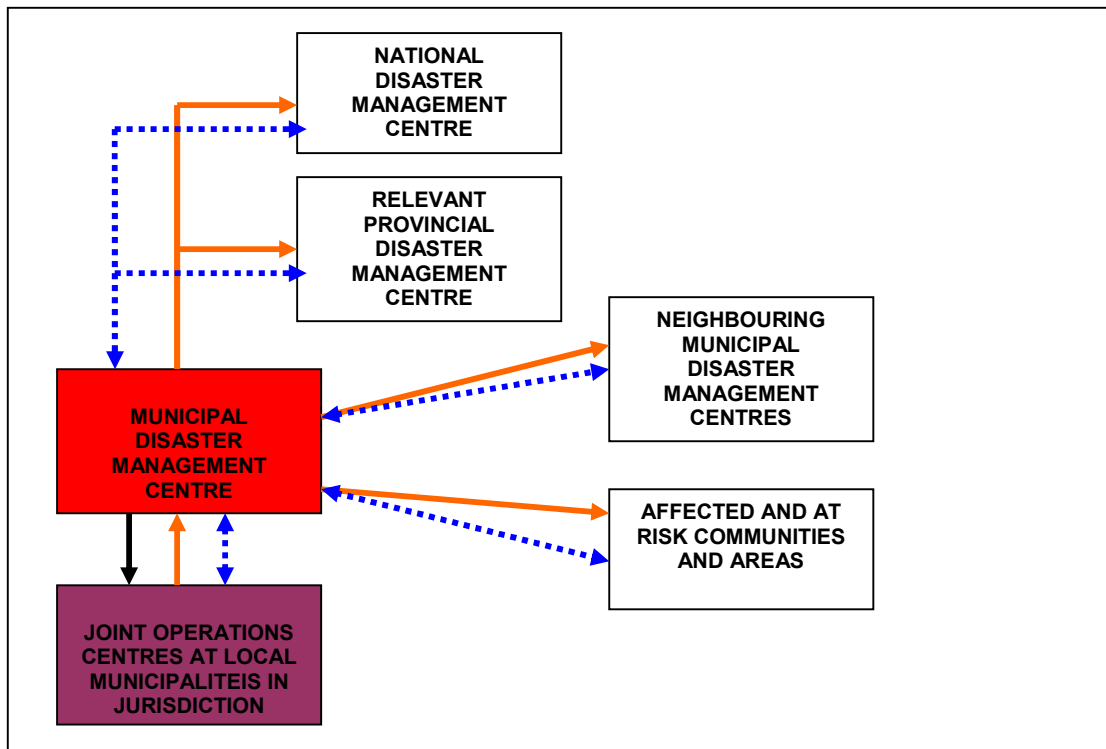 NATIONAL
DISASTER
MANAGEMENT
CENTRE
RELEVANT
PROVINCIAL
DISASTER
MANAGEMENT
CENTRE
NEIGHBOURING
MUNICIPAL
DISASTER
MANAGEMENT
CENTRES
MUNICIPAL
DISASTER
MANAGEMENT
CENTRE
AFFECTED AND AT
RISK COMMUNITIES
AND AREAS
JOINT OPERATIONS
CENTRES AT LOCAL
MUNICIPALITEIS IN
JURISDICTION